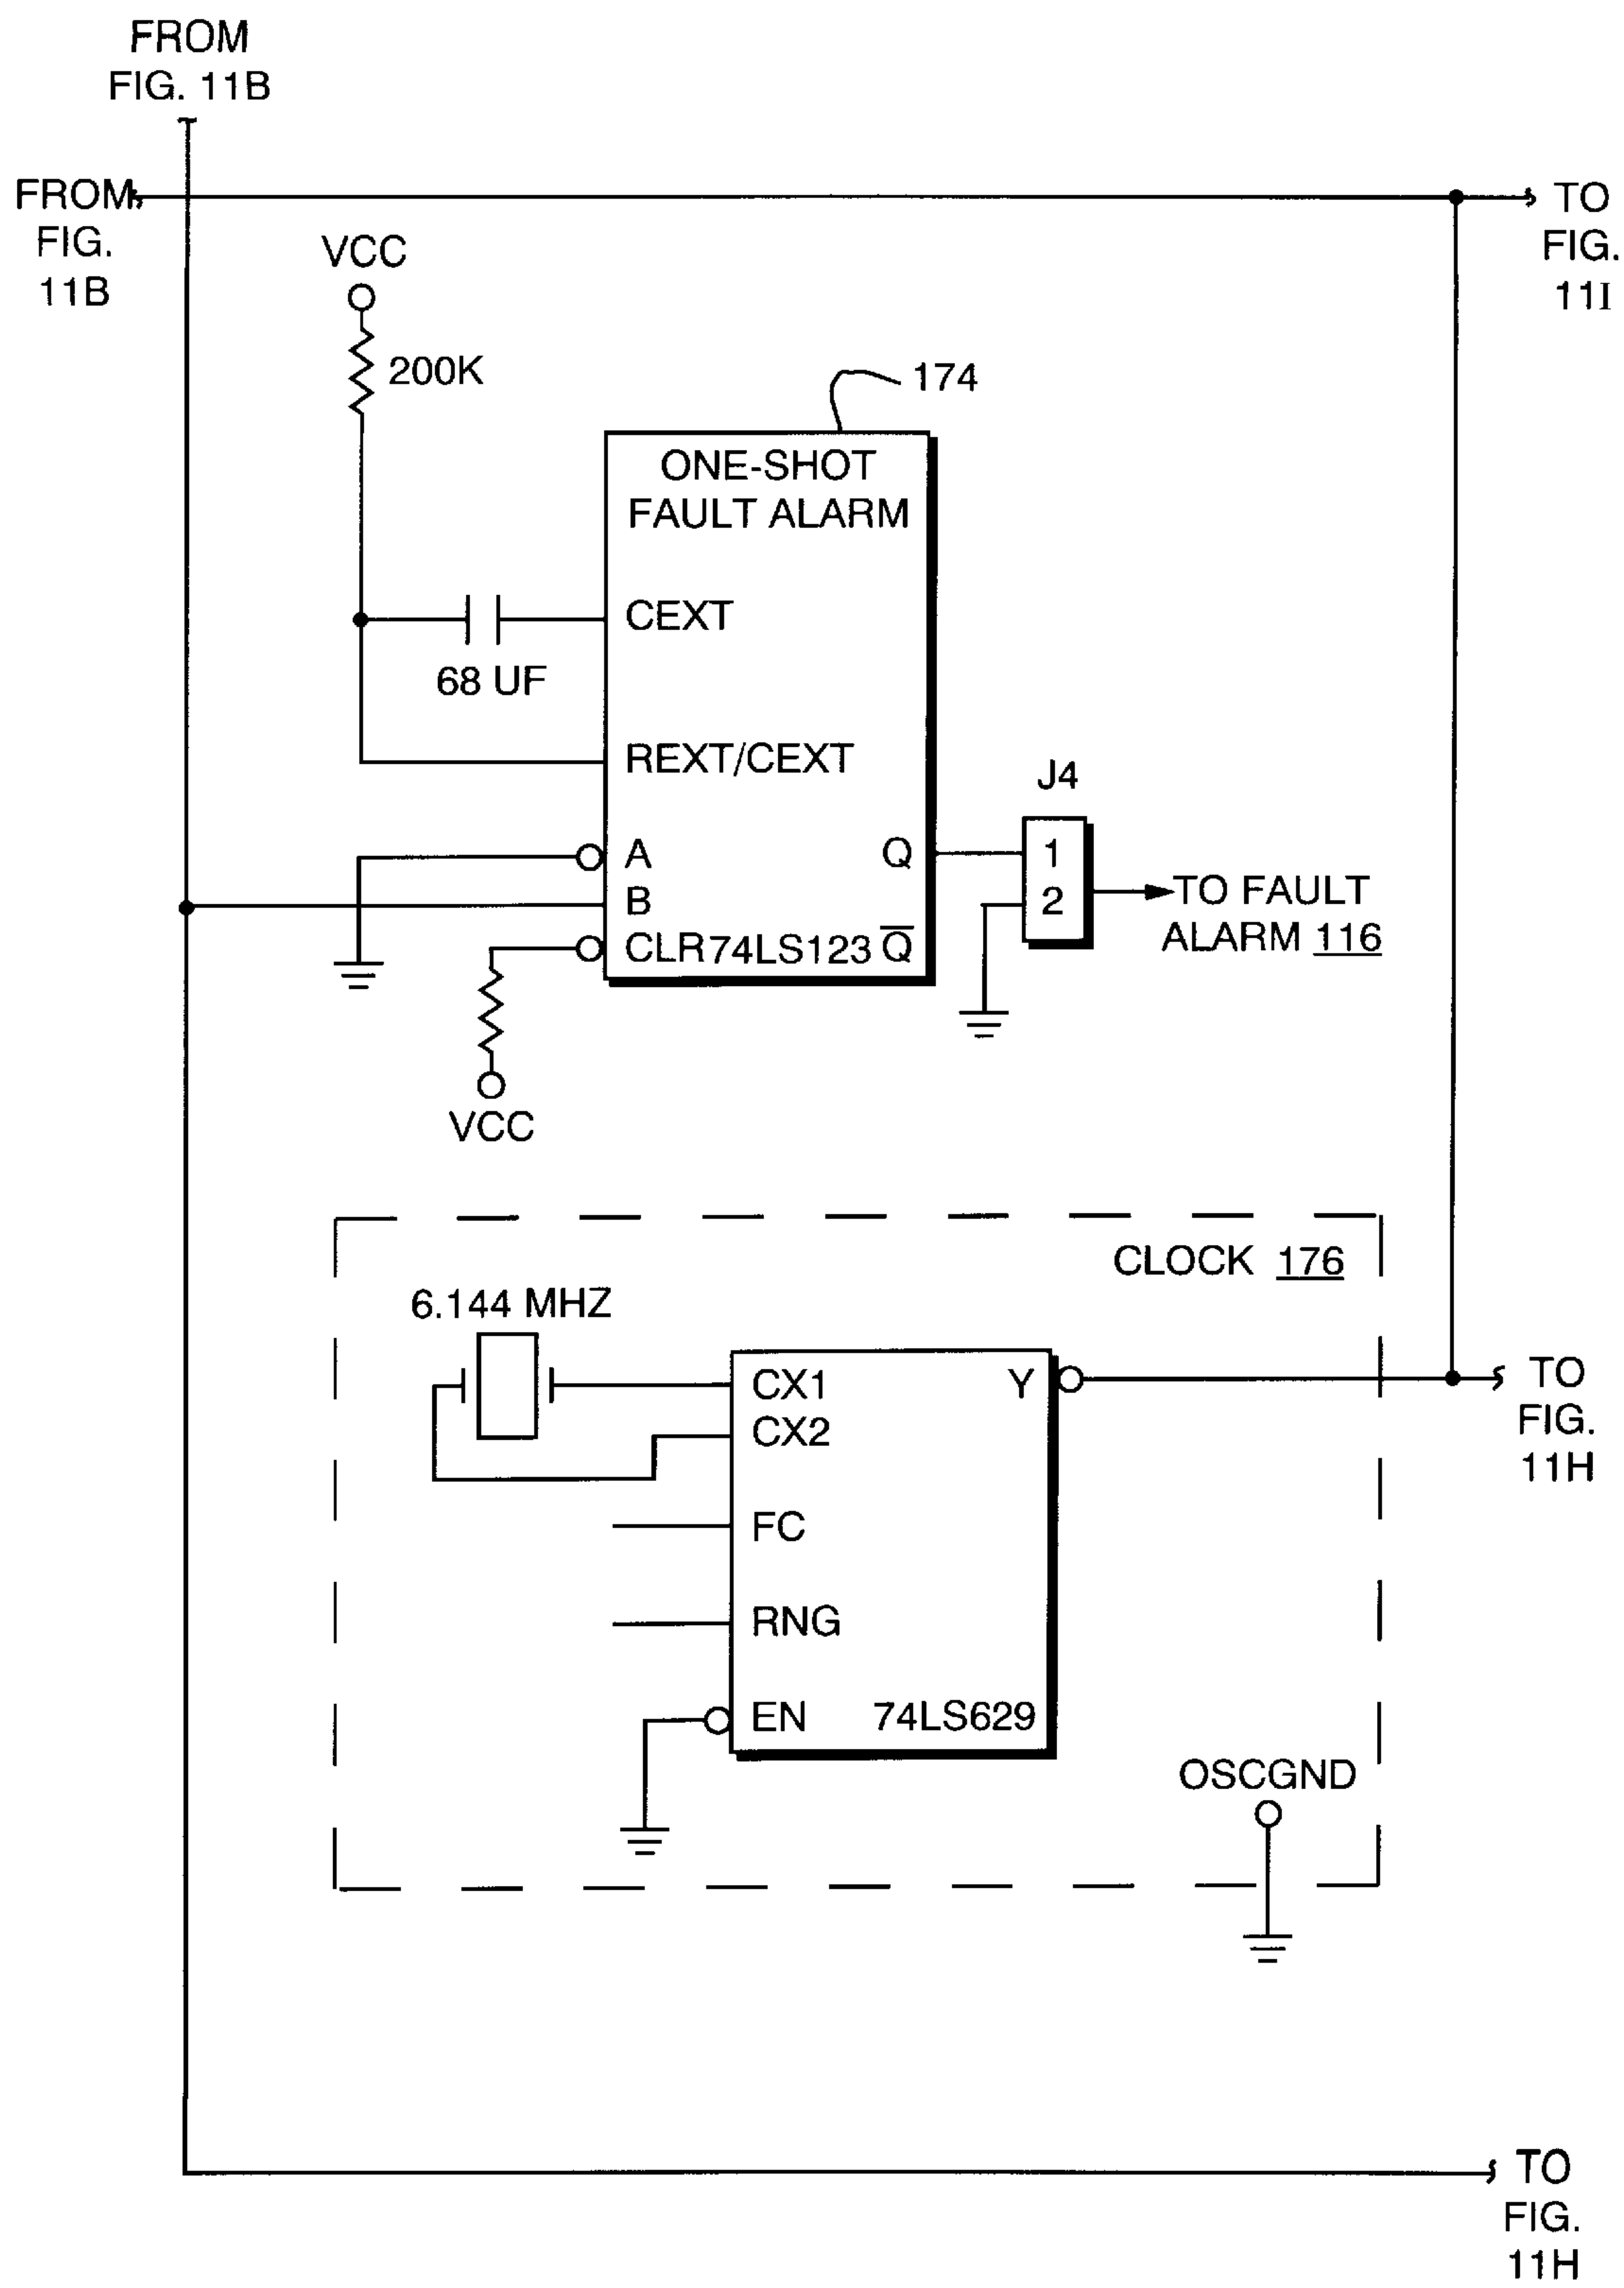 FROM
FIG. 11B
FROM
FIG.
11B
TO
FIG.
11I
VCC
200K
174
ONE-SHOT
FAULT ALARM
CEXT
68 UF
REXT/CEXT
J4
A
Q
1
B
2
TO FAULT
ALARM 116
CLR 74LS123 Q̅
VCC
CLOCK 176
6.144 MHZ
CX1
Y
CX2
TO
FIG.
11H
FC
RNG
EN
74LS629
OSCGND
TO
FIG.
11H